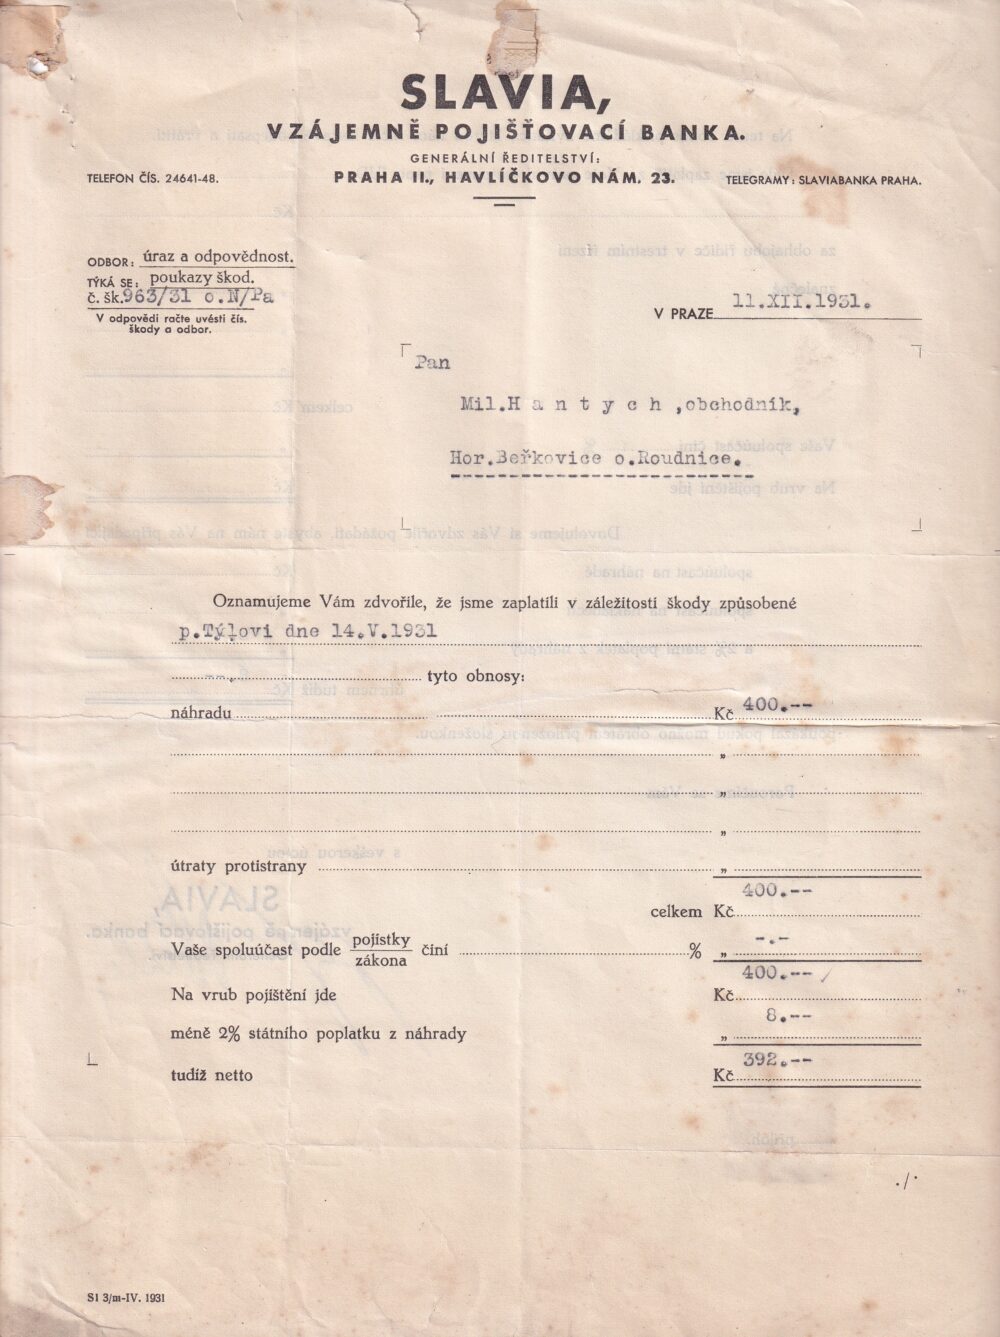 SLAVIA,
VZÁJEMNĚ POJIŠŤOVACÍ BANKA.
GENERÁLNÍ ŘEDITELSTVÍ:
TELEFON ČÍS. 24641-48. PRAHA II., HAVLÍČKOVO NÁM. 23. TELEGRAMY: SLAVIABANKA PRAHA.
ODBOR: úraz a odpovědnost.
TÝKÁ SE: poukazy škod.
č. šk. 963/31 o.N/Pa
V odpovědi račte uvésti čís.
škody a odbor.
V PRAZE 11.XII.1931.
Pan
Mil.H a n t y c h ,obchodník,
Hor.Beřkovice o.Roudnice.
Oznamujeme Vám zdvořile, že jsme zaplatili v záležitosti škody způsobené
p.Týlovi dne 14.V.1931
tyto obnosy:
náhradu Kč 400.--
„
„
„
útraty protistrany „
celkem Kč 400.--
Vaše spoluúčast podle pojistky
zákona činí % „ -.-
Na vrub pojištění jde Kč 400.--
méně 2% státního poplatku z náhrady „ 8.--
tudíž netto Kč 392.--
./.
S1 3/m-IV. 1931